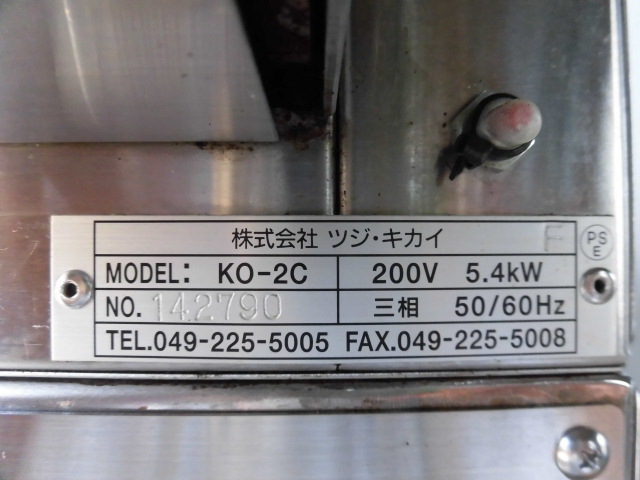 株式会社 ツジ・キカイ F
PS
E
MODEL: KO-2C 200V 5.4kW
NO. 142790 三相 50/60Hz
TEL.049-225-5005 FAX.049-225-5008